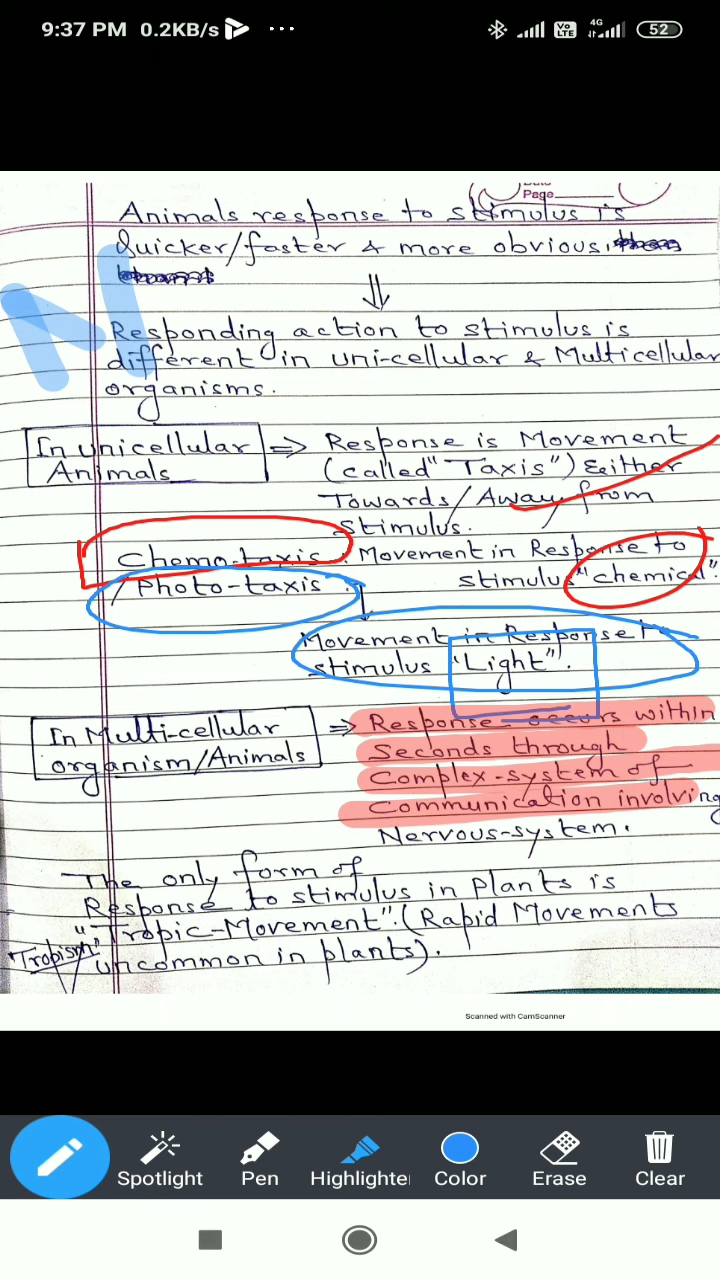 9:37 PM 0.2KB/s ...
Vo LTE 4G 52
Page
Animals response to stimulus is
Quicker/faster & more obvious.
Responding action to stimulus is
different in uni-cellular & Multicellular
organisms.
In unicellular Animals ⇒ Response is Movement
(called "Taxis") Eeither
Towards/Away from
stimulus.
Chemo-taxis : Movement in Response to
stimulus "chemical".
/Photo-taxis :
Movement in Response to
stimulus "Light".
In Multi-cellular organism/Animals ⇒ Response occurs within
Seconds through
Complex-system of
Communication involving
Nervous-system.
The only form of
Response to stimulus in plants is
"Tropic-Movement". (Rapid Movements
"Tropism" uncommon in plants).
Scanned with CamScanner
Spotlight Pen Highlighte Color Erase Clear